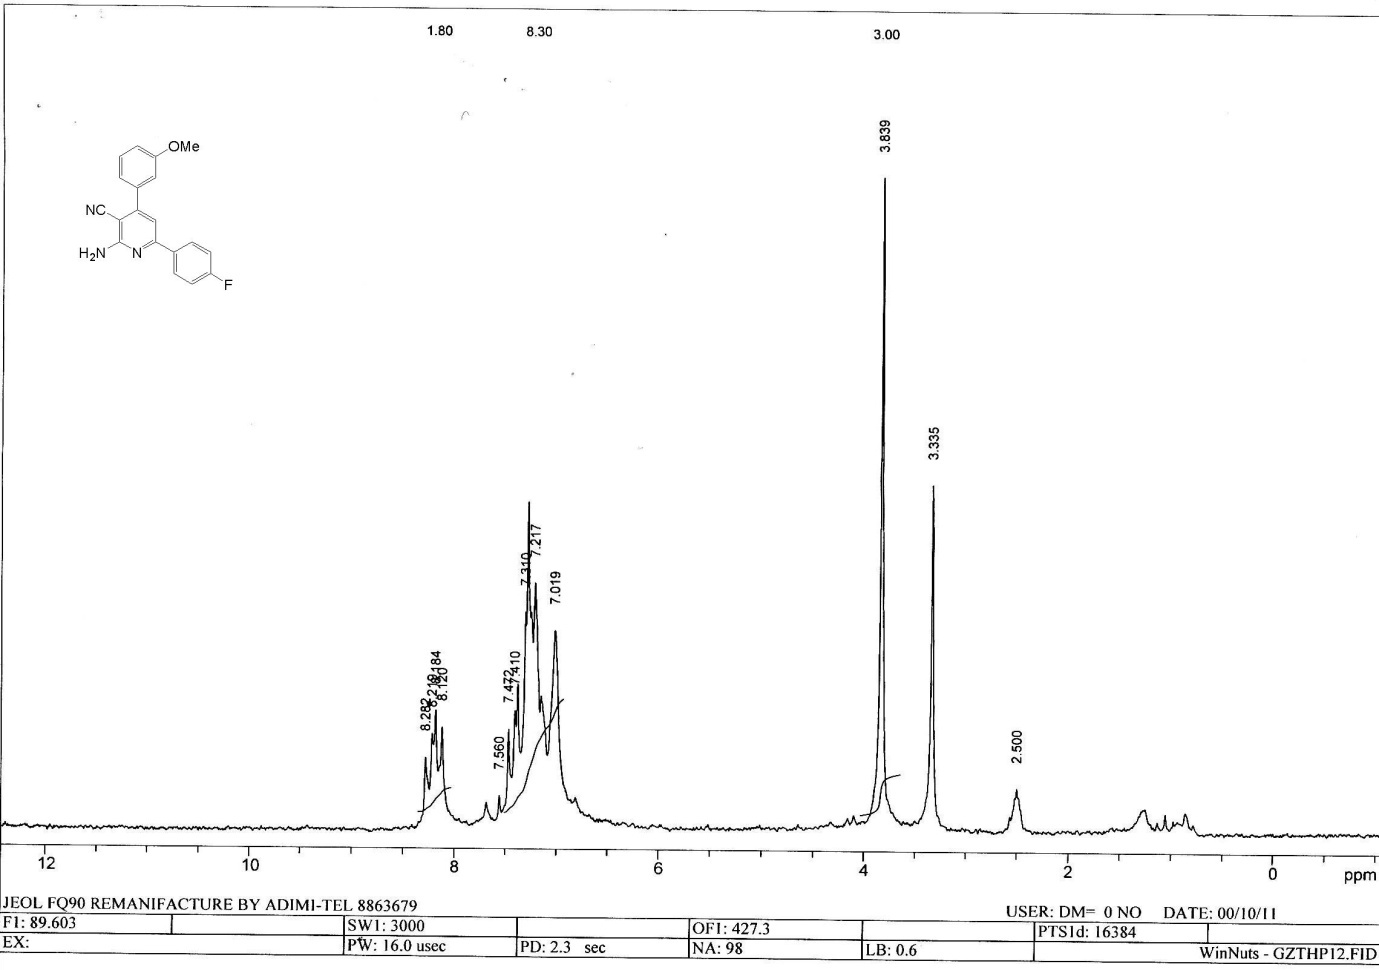 1.80 8.30 3.00
3.839
OMe
NC
H₂N N
F
3.335
7.310
7.217
7.019
8.282
8.219
8.184
8.120
7.560
7.472
7.410
2.500
12 10 8 6 4 2 0 ppm
JEOL FQ90 REMANIFACTURE BY ADIMI-TEL 8863679 USER: DM= 0 NO DATE: 00/10/11
F1: 89.603 SW1: 3000 OF1: 427.3 PTS1d: 16384
EX: PW: 16.0 usec PD: 2.3 sec NA: 98 LB: 0.6 WinNuts - GZTHP12.FID